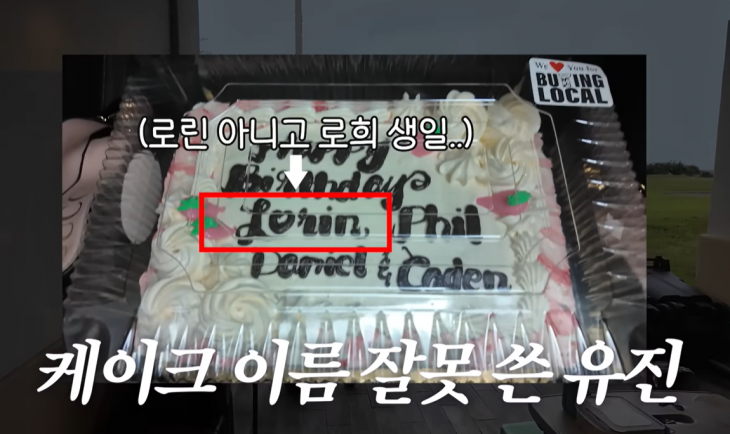 We ❤ You for
BUYING
LOCAL
(로린 아니고 로희 생일..)
Happy
Birthday
Lorin, Phil
Daniel & Caden
케이크 이름 잘못 쓴 유진